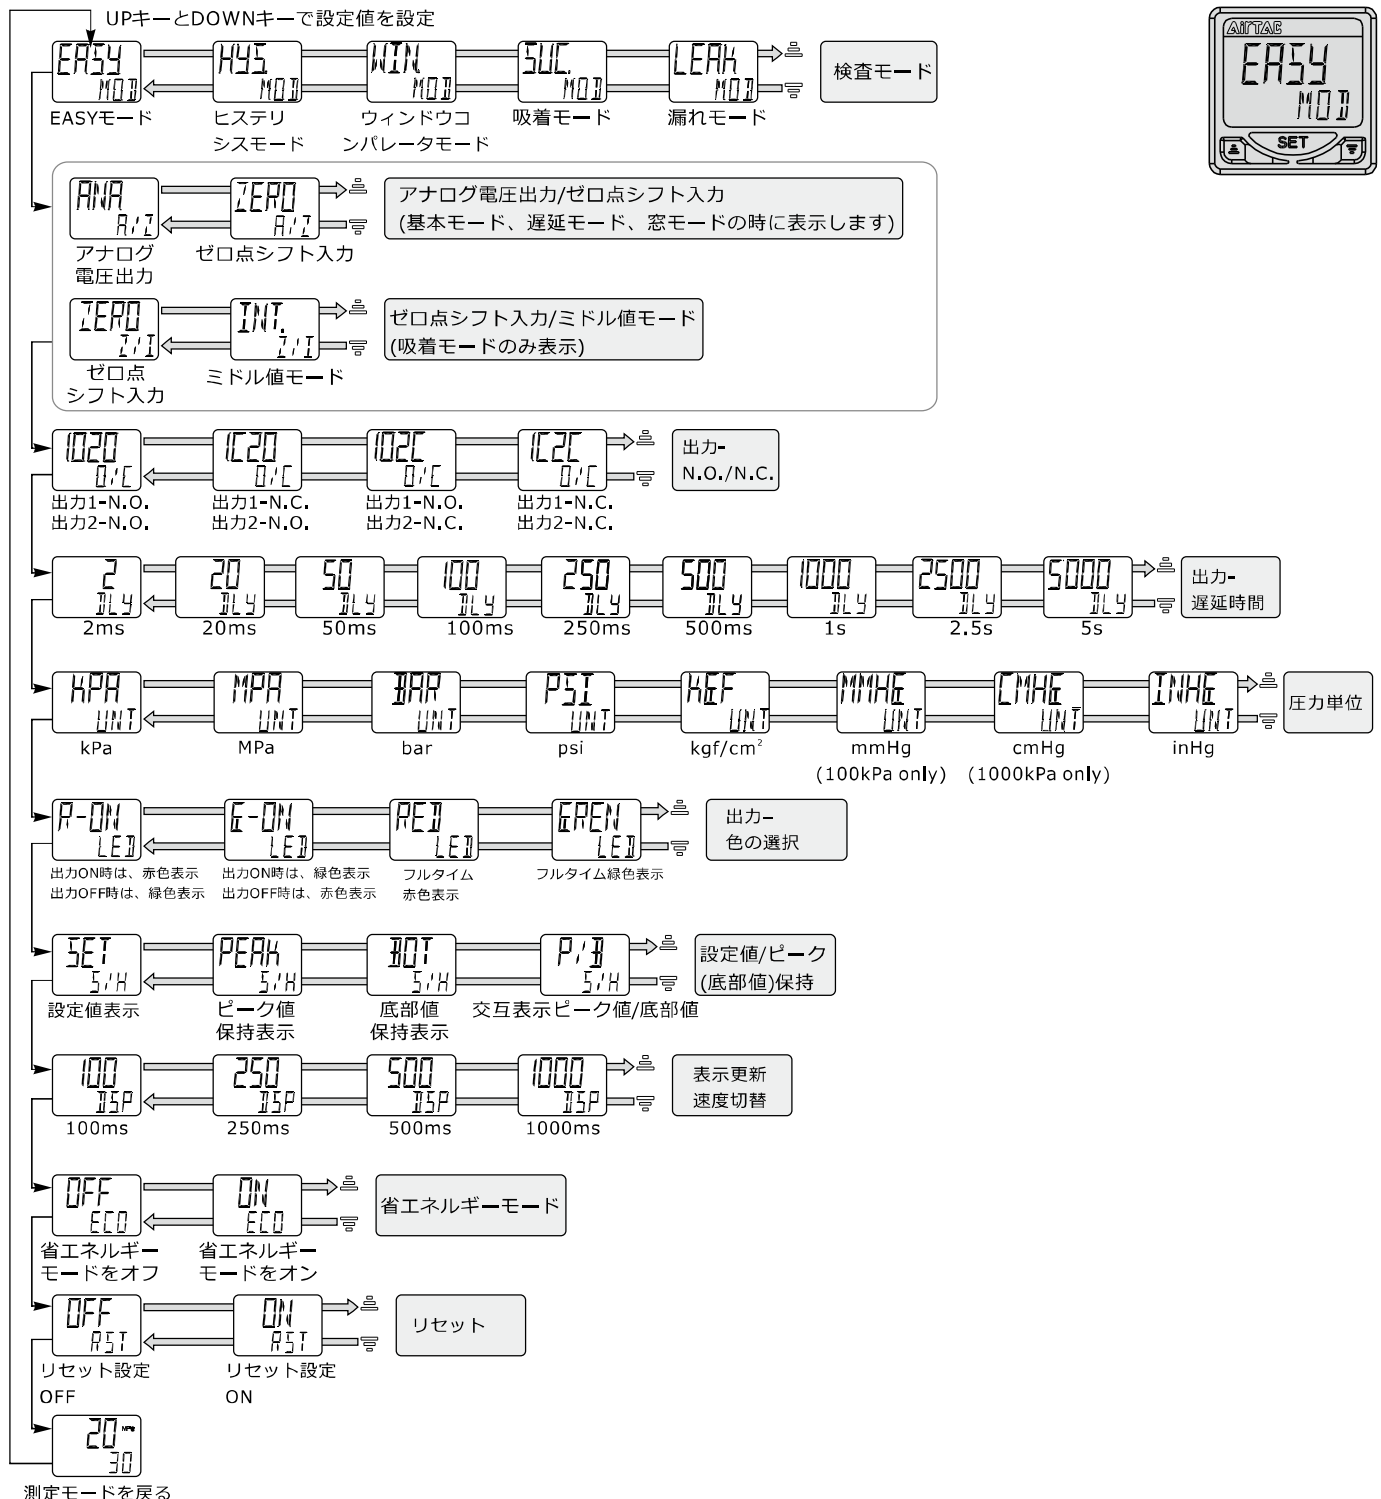 UPキーとDOWNキーで設定値を設定
AirTAC
EASY
MOD
SET
EASY
MOD
HYS.
MOD
WIN.
MOD
SUC.
MOD
LEAK
MOD
検査モード
EASYモード
ヒステリ
シスモード
ウィンドウコ
ンパレータモード
吸着モード
漏れモード
ANA
A/Z
ZERO
A/Z
アナログ電圧出力/ゼロ点シフト入力
(基本モード、遅延モード、窓モードの時に表示します)
アナログ
電圧出力
ゼロ点シフト入力
ZERO
Z/I
INT.
Z/I
ゼロ点シフト入力/ミドル値モード
(吸着モードのみ表示)
ゼロ点
シフト入力
ミドル値モード
1O2O
O/C
1C2O
O/C
1O2C
O/C
1C2C
O/C
出力-
N.O./N.C.
出力1-N.O.
出力2-N.O.
出力1-N.C.
出力2-N.O.
出力1-N.O.
出力2-N.C.
出力1-N.C.
出力2-N.C.
2
DLY
20
DLY
50
DLY
100
DLY
250
DLY
500
DLY
1000
DLY
2500
DLY
5000
DLY
出力-
遅延時間
2ms
20ms
50ms
100ms
250ms
500ms
1s
2.5s
5s
KPA
UNT
MPA
UNT
BAR
UNT
PSI
UNT
KGF
UNT
MMHG
UNT
CMHG
UNT
INHG
UNT
圧力単位
kPa
MPa
bar
psi
kgf/cm²
mmHg
(100kPa only)
cmHg
(1000kPa only)
inHg
R-ON
LED
G-ON
LED
RED
LED
GREN
LED
出力–
色の選択
出力ON時は、赤色表示
出力OFF時は、緑色表示
出力ON時は、緑色表示
出力OFF時は、赤色表示
フルタイム
赤色表示
フルタイム緑色表示
SET
S/H
PEAK
S/H
BOT
S/H
P/B
S/H
設定値/ピーク
(底部値)保持
設定値表示
ピーク値
保持表示
底部値
保持表示
交互表示ピーク値/底部値
100
DSP
250
DSP
500
DSP
1000
DSP
表示更新
速度切替
100ms
250ms
500ms
1000ms
OFF
ECO
ON
ECO
省エネルギーモード
省エネルギー
モードをオフ
省エネルギー
モードをオン
OFF
RST
ON
RST
リセット
リセット設定
OFF
リセット設定
ON
20 MPa
30
測定モードを戻る